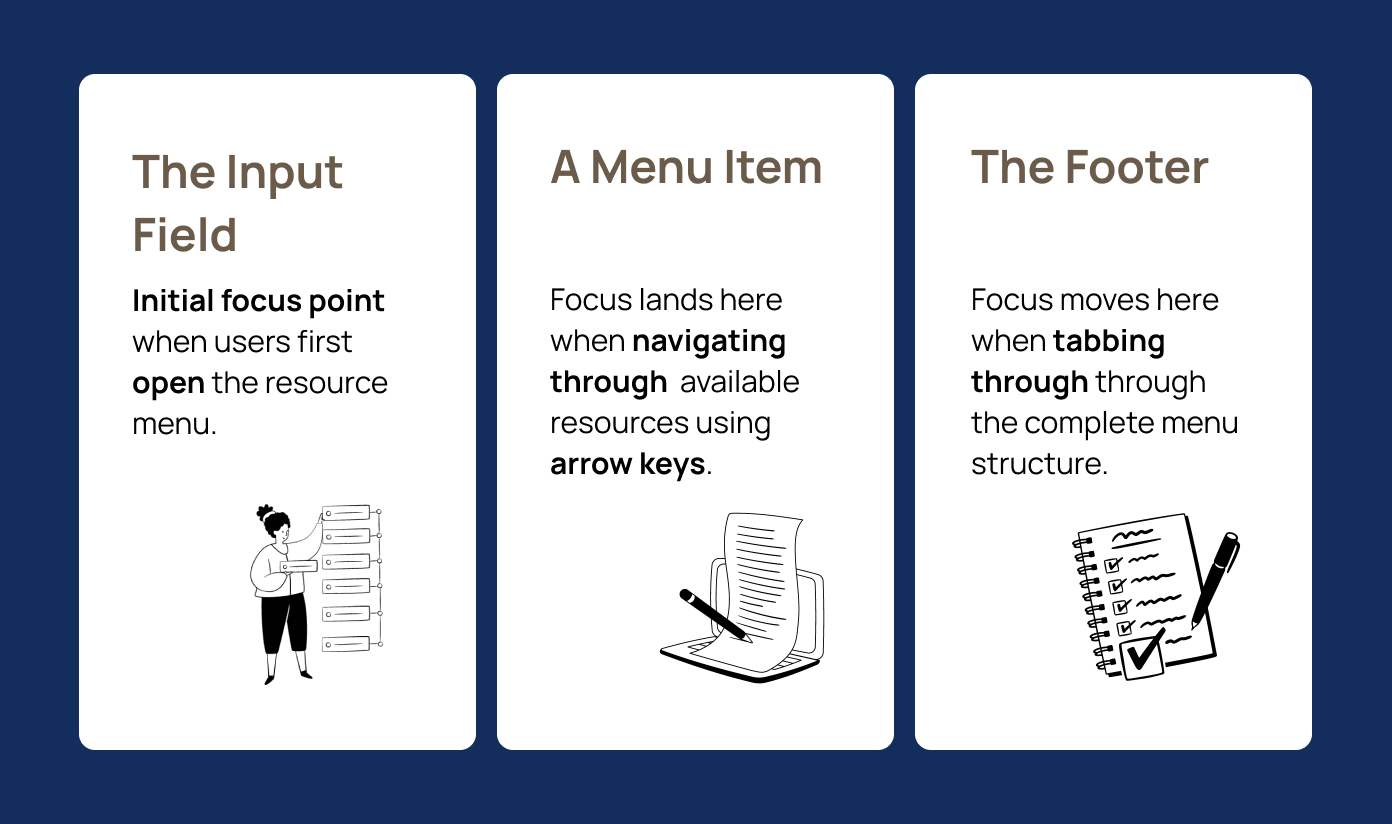 The Input
Field
Initial focus point
when users first
open the resource
menu.
A Menu Item
Focus lands here
when navigating
through available
resources using
arrow keys.
The Footer
Focus moves here
when tabbing
through through
the complete menu
structure.